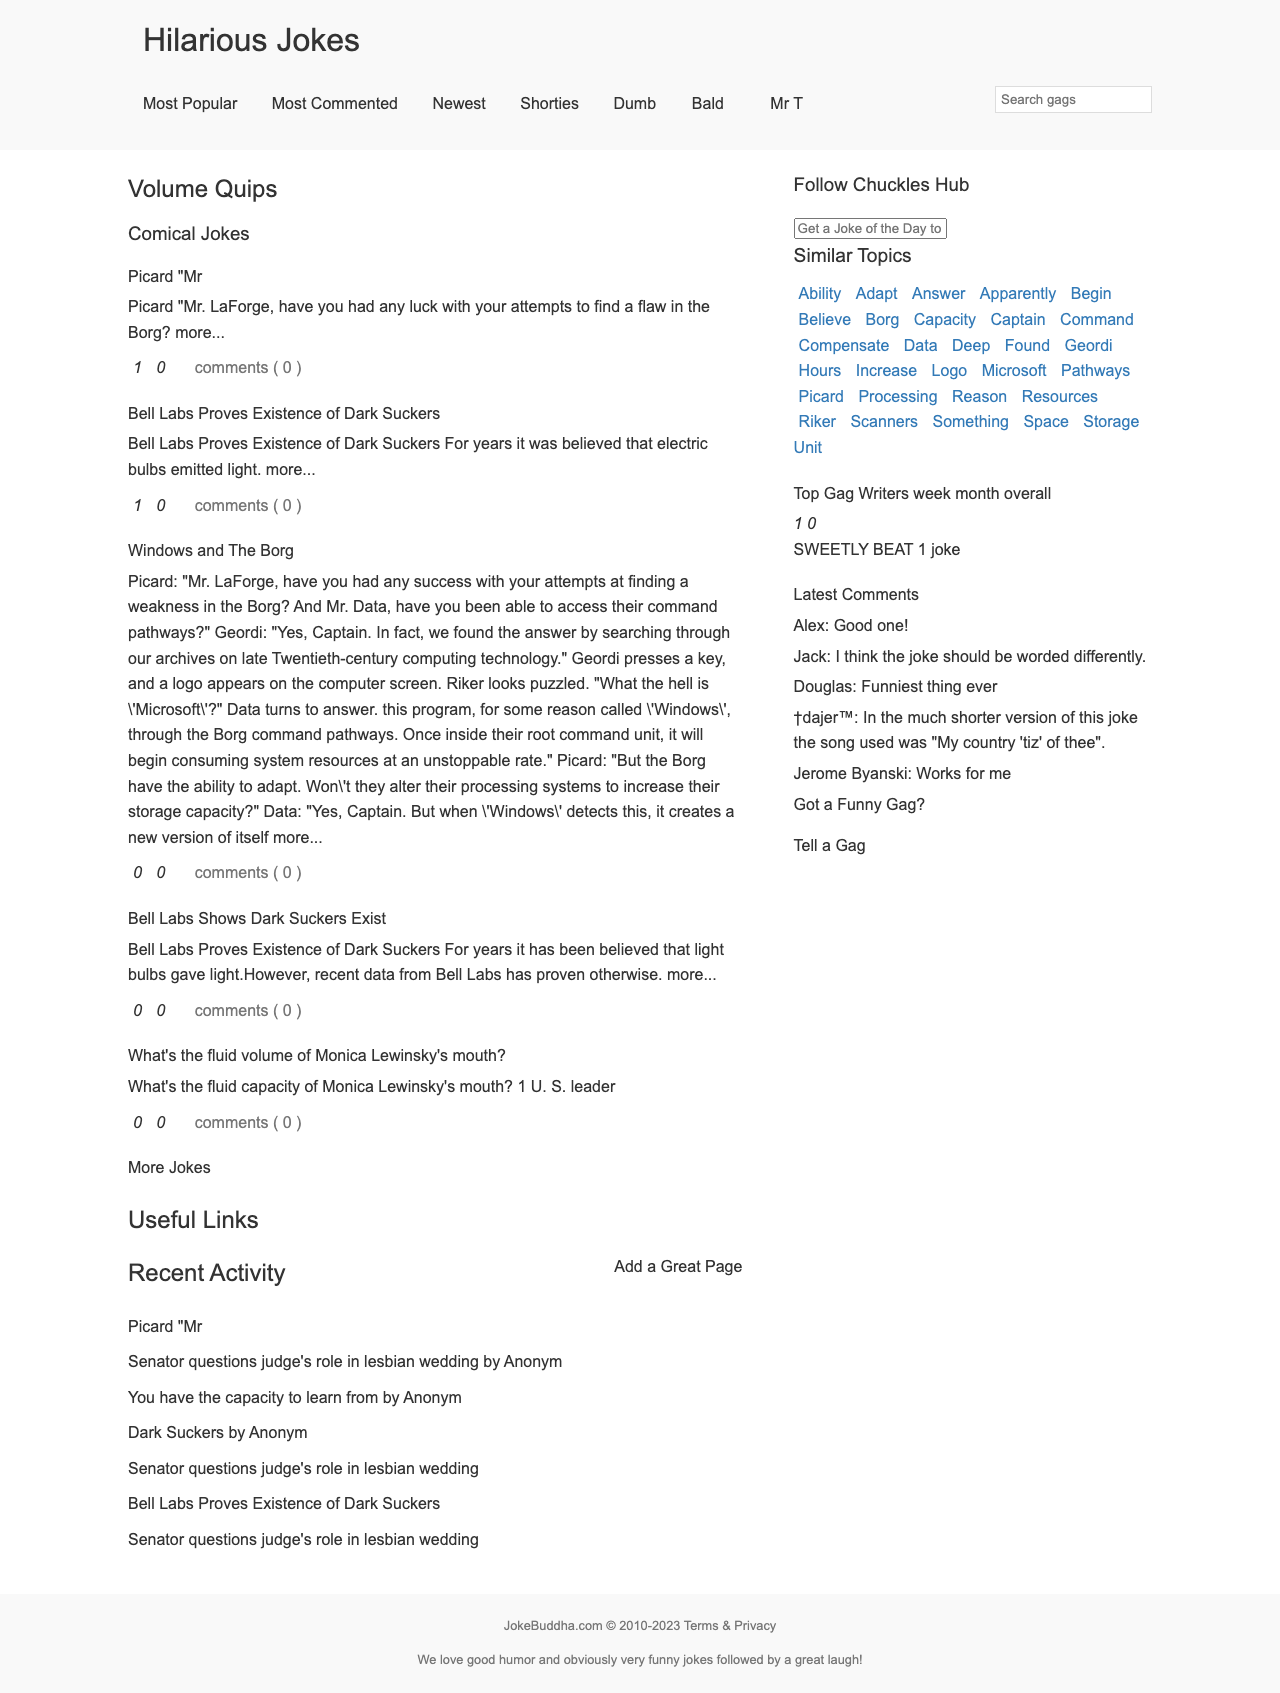 Hilarious Jokes
Most Popular Most Commented Newest Shorties Dumb Bald Mr T
Search gags
Volume Quips
Comical Jokes
Picard "Mr
Picard "Mr. LaForge, have you had any luck with your attempts to find a flaw in the
Borg? more...
1 0 comments ( 0 )
Bell Labs Proves Existence of Dark Suckers
Bell Labs Proves Existence of Dark Suckers For years it was believed that electric
bulbs emitted light. more...
1 0 comments ( 0 )
Windows and The Borg
Picard: "Mr. LaForge, have you had any success with your attempts at finding a
weakness in the Borg? And Mr. Data, have you been able to access their command
pathways?" Geordi: "Yes, Captain. In fact, we found the answer by searching through
our archives on late Twentieth-century computing technology." Geordi presses a key,
and a logo appears on the computer screen. Riker looks puzzled. "What the hell is
\'Microsoft\'?" Data turns to answer. this program, for some reason called \'Windows\',
through the Borg command pathways. Once inside their root command unit, it will
begin consuming system resources at an unstoppable rate." Picard: "But the Borg
have the ability to adapt. Won\'t they alter their processing systems to increase their
storage capacity?" Data: "Yes, Captain. But when \'Windows\' detects this, it creates a
new version of itself more...
0 0 comments ( 0 )
Bell Labs Shows Dark Suckers Exist
Bell Labs Proves Existence of Dark Suckers For years it has been believed that light
bulbs gave light.However, recent data from Bell Labs has proven otherwise. more...
0 0 comments ( 0 )
What's the fluid volume of Monica Lewinsky's mouth?
What's the fluid capacity of Monica Lewinsky's mouth? 1 U. S. leader
0 0 comments ( 0 )
More Jokes
Useful Links
Recent Activity
Add a Great Page
Picard "Mr
Senator questions judge's role in lesbian wedding by Anonym
You have the capacity to learn from by Anonym
Dark Suckers by Anonym
Senator questions judge's role in lesbian wedding
Bell Labs Proves Existence of Dark Suckers
Senator questions judge's role in lesbian wedding
Follow Chuckles Hub
Get a Joke of the Day to
Similar Topics
Ability Adapt Answer Apparently Begin
Believe Borg Capacity Captain Command
Compensate Data Deep Found Geordi
Hours Increase Logo Microsoft Pathways
Picard Processing Reason Resources
Riker Scanners Something Space Storage
Unit
Top Gag Writers week month overall
1 0
SWEETLY BEAT 1 joke
Latest Comments
Alex: Good one!
Jack: I think the joke should be worded differently.
Douglas: Funniest thing ever
†dajer™: In the much shorter version of this joke
the song used was "My country 'tiz' of thee".
Jerome Byanski: Works for me
Got a Funny Gag?
Tell a Gag
JokeBuddha.com © 2010-2023 Terms & Privacy
We love good humor and obviously very funny jokes followed by a great laugh!